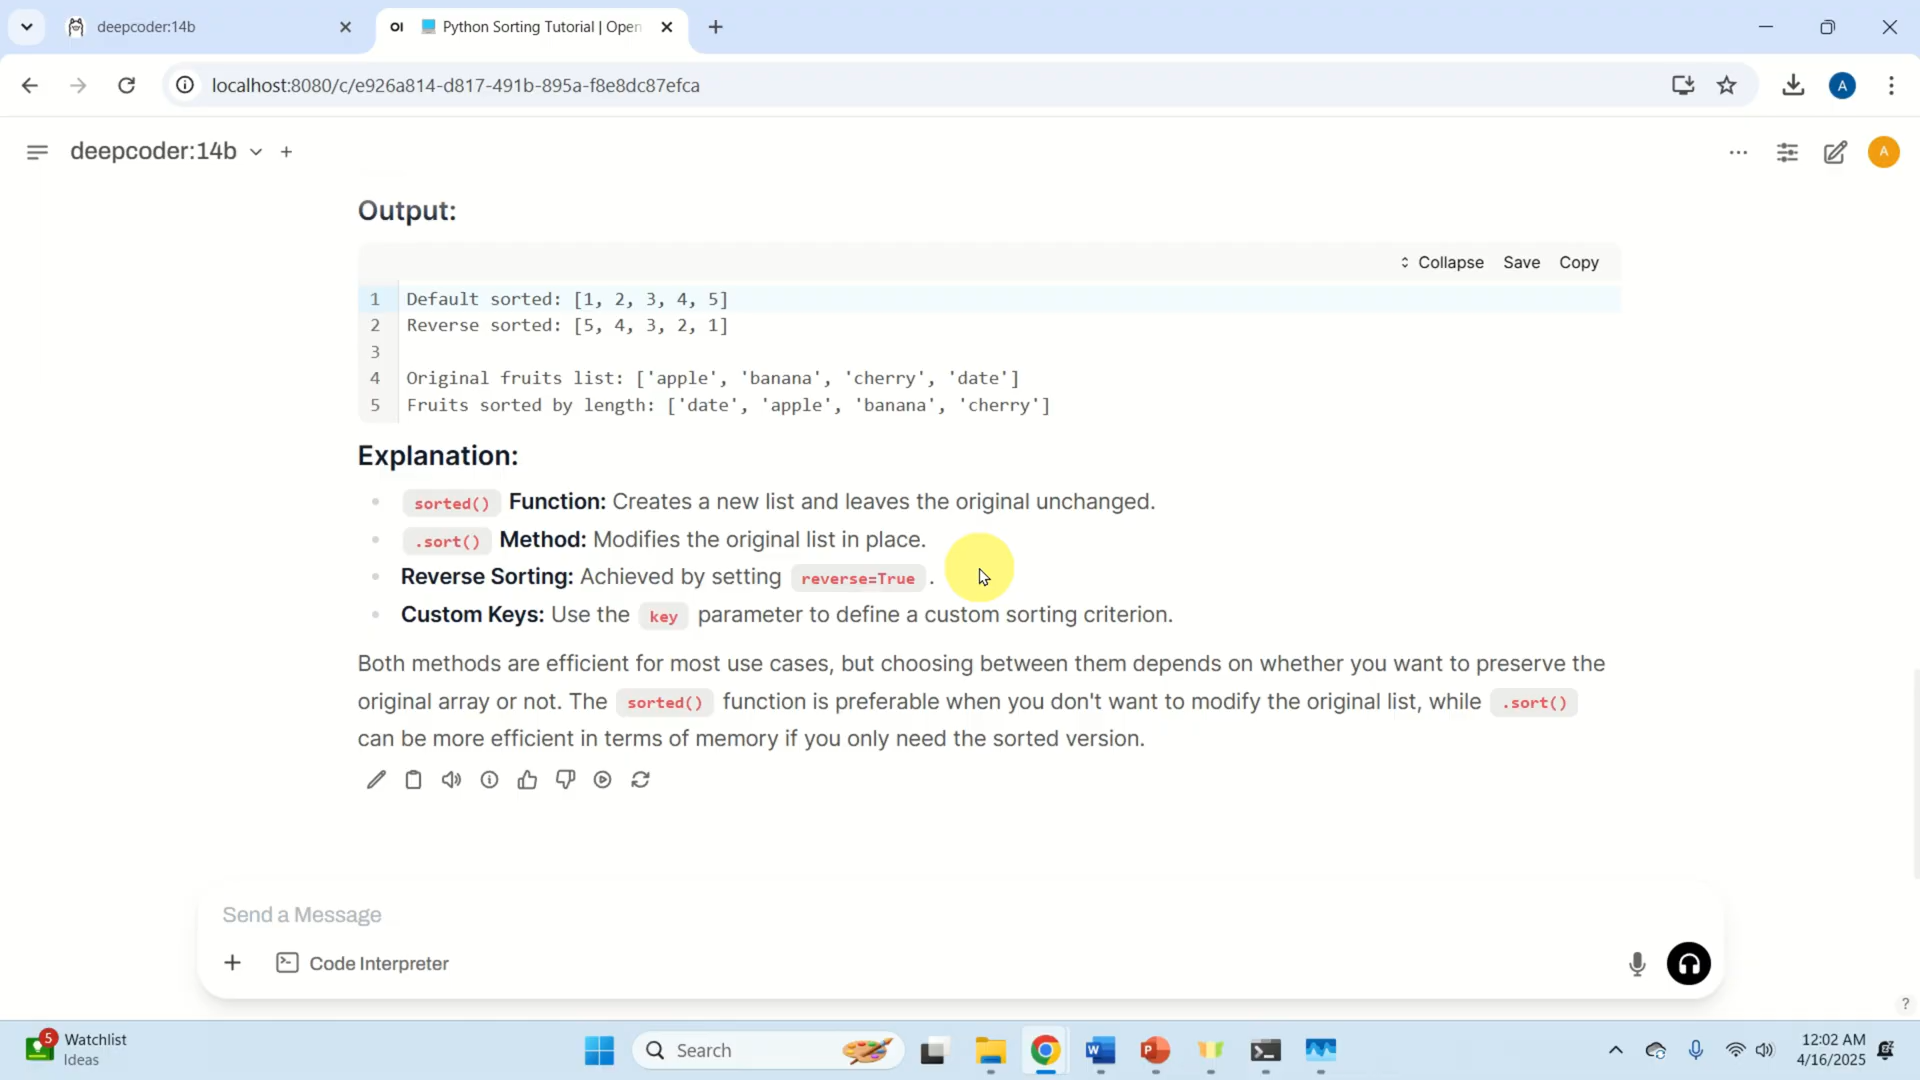 deepcoder:14b
OI Python Sorting Tutorial | Open
localhost:8080/c/e926a814-d817-491b-895a-f8e8dc87efca
A
deepcoder:14b
A
Output:
Collapse Save Copy
1 Default sorted: [1, 2, 3, 4, 5]
2 Reverse sorted: [5, 4, 3, 2, 1]
3
4 Original fruits list: ['apple', 'banana', 'cherry', 'date']
5 Fruits sorted by length: ['date', 'apple', 'banana', 'cherry']
Explanation:
sorted() Function: Creates a new list and leaves the original unchanged.
.sort() Method: Modifies the original list in place.
Reverse Sorting: Achieved by setting reverse=True .
Custom Keys: Use the key parameter to define a custom sorting criterion.
Both methods are efficient for most use cases, but choosing between them depends on whether you want to preserve the
original array or not. The sorted() function is preferable when you don't want to modify the original list, while .sort()
can be more efficient in terms of memory if you only need the sorted version.
Send a Message
Code Interpreter
?
5
Watchlist
Ideas
Search
W
P
12:02 AM
4/16/2025